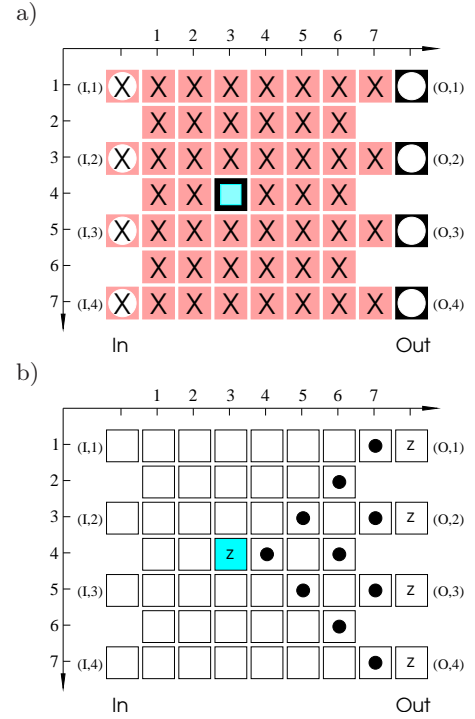 a)
1 2 3 4 5 6 7
1 (I,1) X X X X X X X X (O,1)
2 X X X X X X
3 (I,2) X X X X X X X X (O,2)
4 X X X X X
5 (I,3) X X X X X X X X (O,3)
6 X X X X X X
7 (I,4) X X X X X X X X (O,4)
In Out
b)
1 2 3 4 5 6 7
1 (I,1) z (O,1)
2
3 (I,2) z (O,2)
4 z
5 (I,3) z (O,3)
6
7 (I,4) z (O,4)
In Out